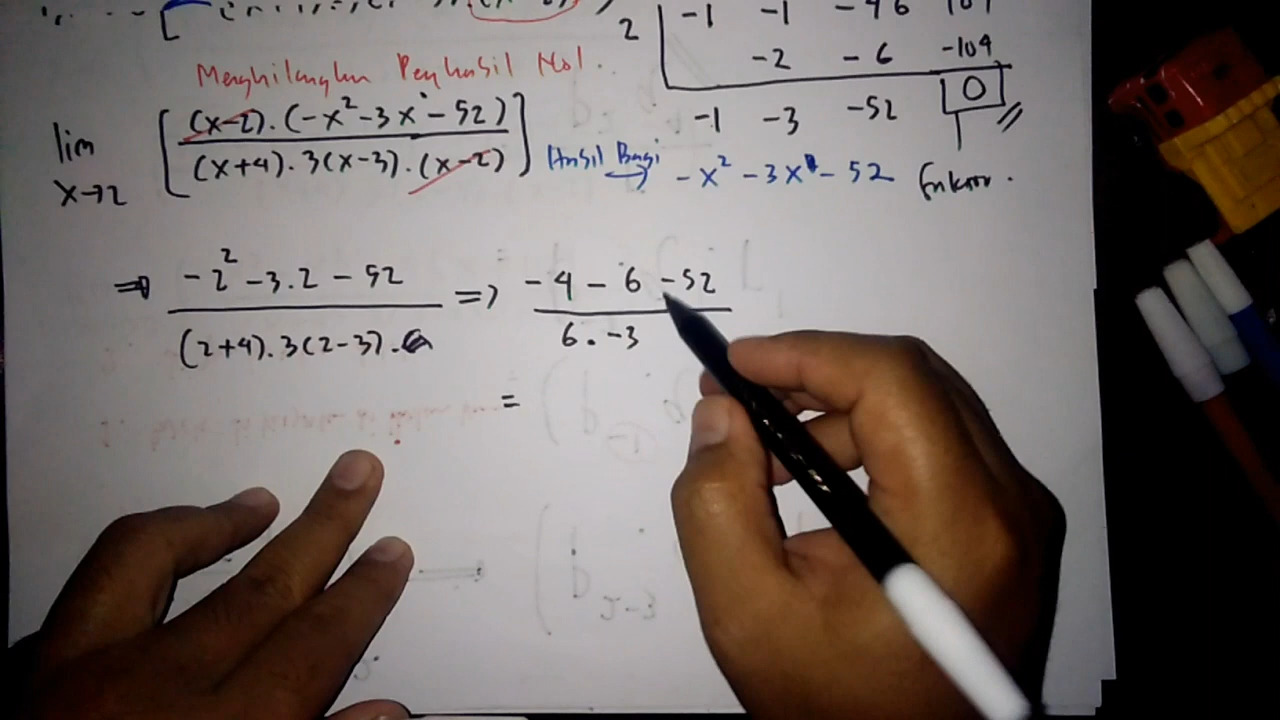 2 | -1 -1 -46
-2 -6 -104
Menghilangkan Penghasil Nol.
-1 -3 -52 0
lim x→2 [(x-2).(-x²-3x-52) / (x+4).3(x-3).(x-2)]
Hasil Bagi → -x²-3x-52 faktor.
⇒ -2²-3.2-52 / (2+4).3(2-3). ⇒ -4-6-52 / 6.-3
=